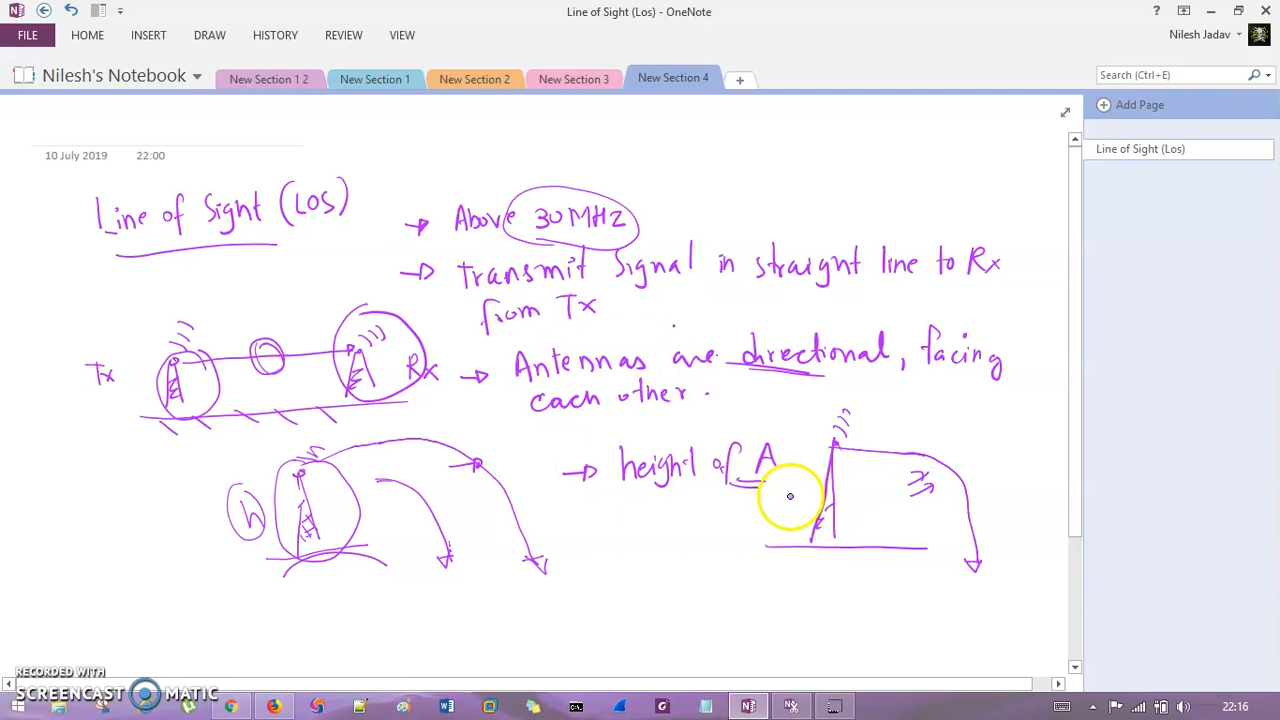 Line of Sight (Los) - OneNote
FILE HOME INSERT DRAW HISTORY REVIEW VIEW
Nilesh Jadav
Nilesh's Notebook
New Section 1 2
New Section 1
New Section 2
New Section 3
New Section 4
Search (Ctrl+E)
Add Page
Line of Sight (Los)
10 July 2019 22:00
Line of Sight (LOS)
Above 30 MHZ
Transmit Signal in straight line to Rx
from Tx
Tx
Rx
Antennas are directional, facing
each other.
h
height of A
RECORDED WITH
SCREENCAST MATIC
22:16